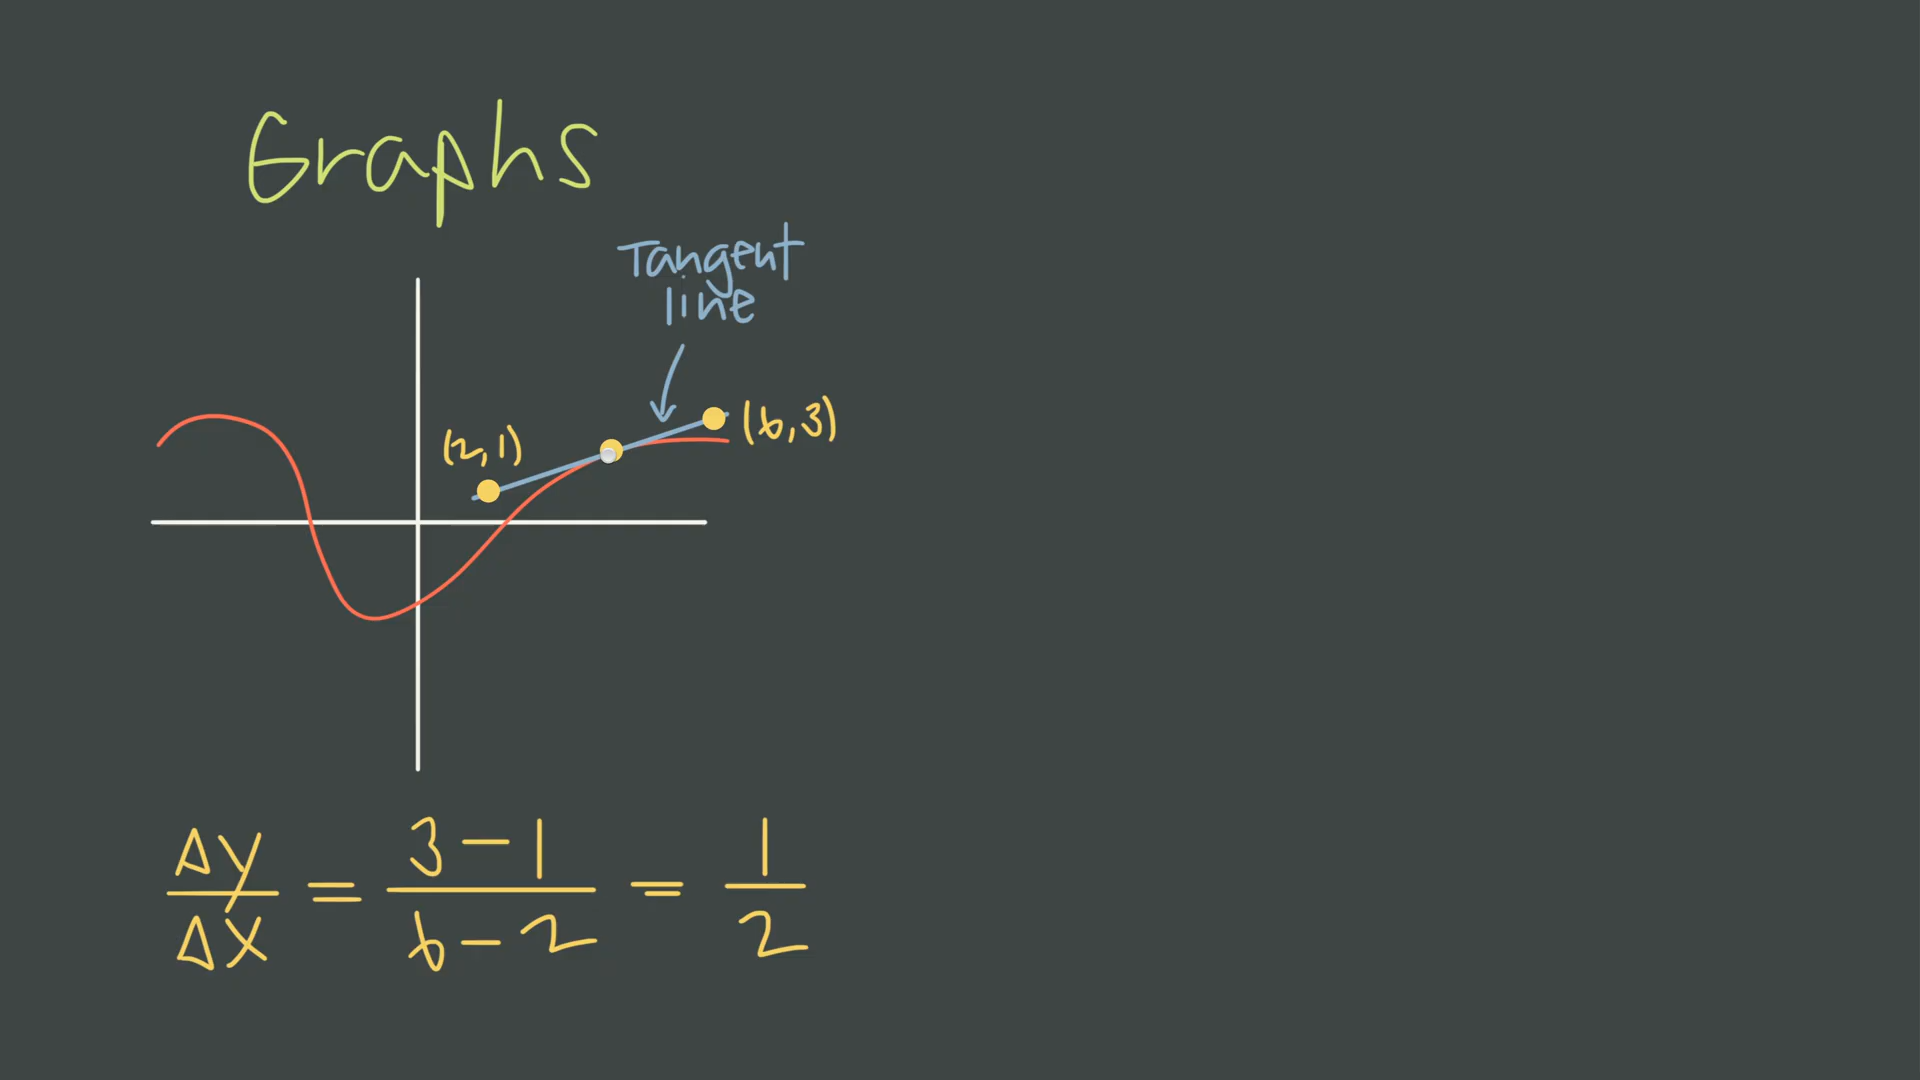 Graphs
Tangent
line
(2,1)
(6,3)
Δy/Δx = 3-1/6-2 = 1/2